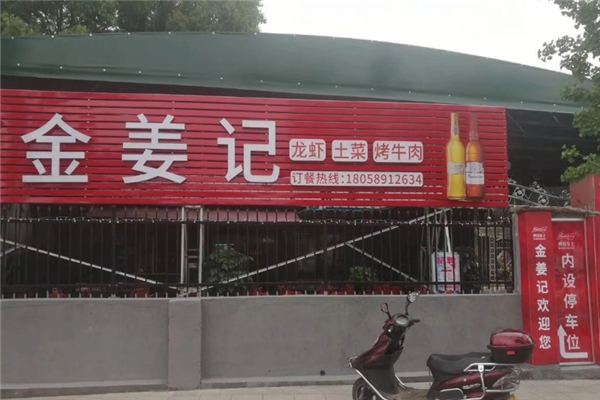 金姜记
龙虾 土菜 烤牛肉
订餐热线:18058912634
金姜记欢迎您
内设停车位